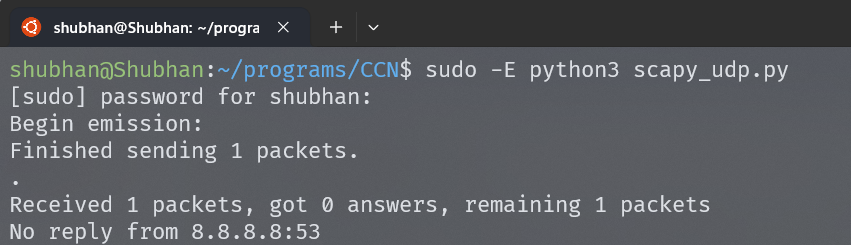 shubhan@Shubhan: ~/progra
shubhan@Shubhan:~/programs/CCN$ sudo -E python3 scapy_udp.py
[sudo] password for shubhan:
Begin emission:
Finished sending 1 packets.
.
Received 1 packets, got 0 answers, remaining 1 packets
No reply from 8.8.8.8:53